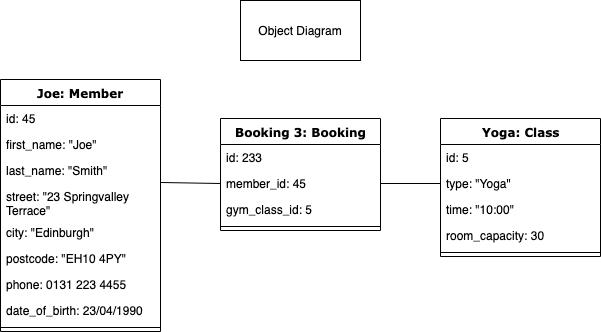 Object Diagram
Joe: Member
id: 45
first_name: "Joe"
last_name: "Smith"
street: "23 Springvalley
Terrace"
city: "Edinburgh"
postcode: "EH10 4PY"
phone: 0131 223 4455
date_of_birth: 23/04/1990
Booking 3: Booking
id: 233
member_id: 45
gym_class_id: 5
Yoga: Class
id: 5
type: "Yoga"
time: "10:00"
room_capacity: 30